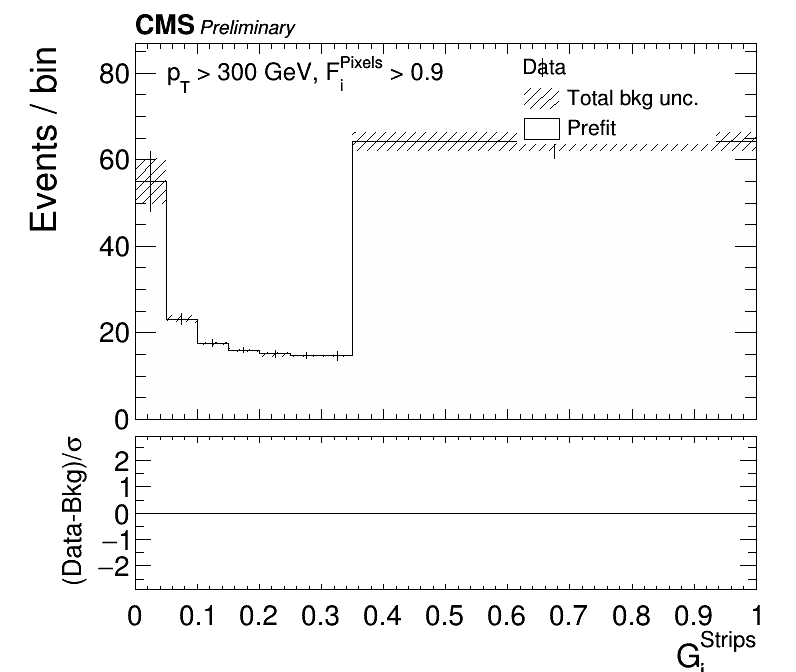 CMS Preliminary
p_T > 300 GeV, F_i^Pixels > 0.9
Data
Total bkg unc.
Prefit
Events / bin
80
60
40
20
0
(Data-Bkg)/σ
2
1
0
−1
−2
0 0.1 0.2 0.3 0.4 0.5 0.6 0.7 0.8 0.9 1
G_i^Strips